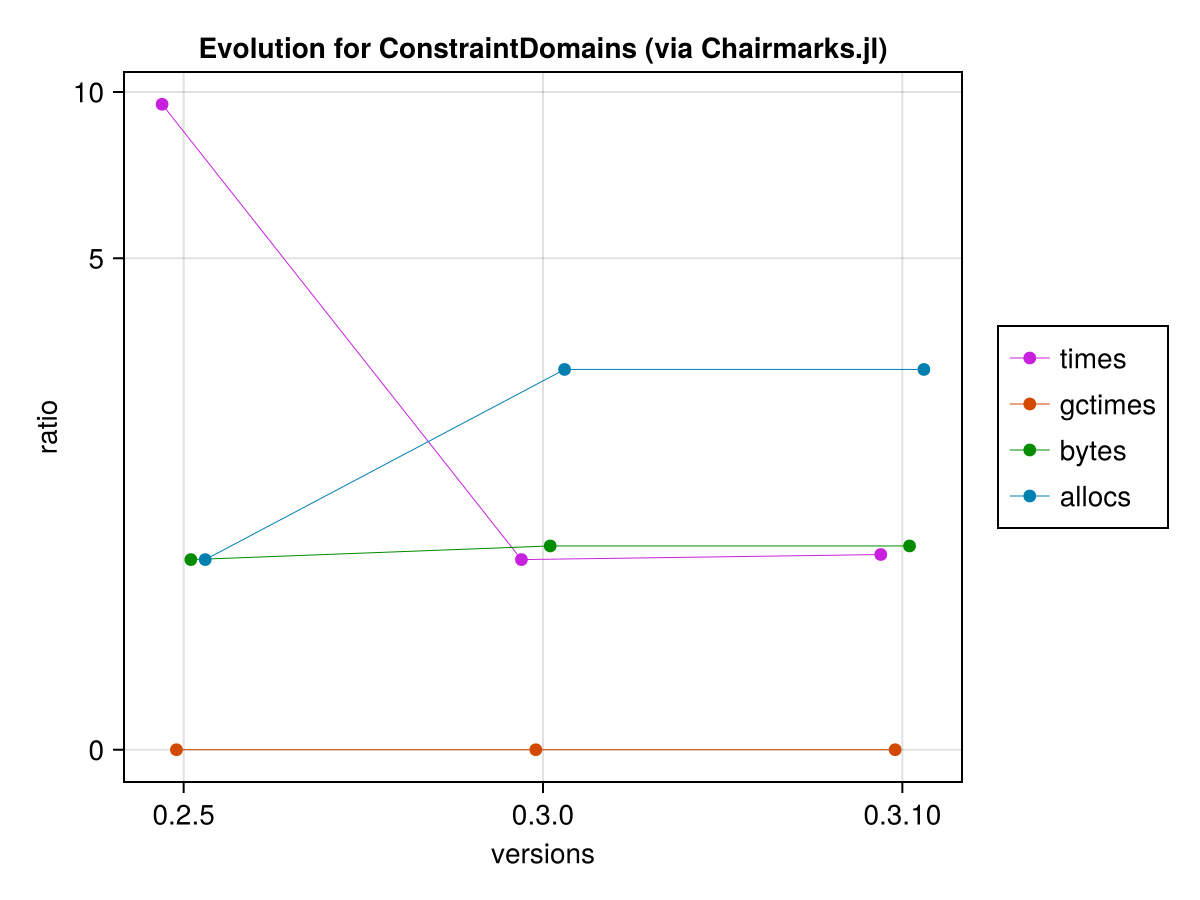 Evolution for ConstraintDomains (via Chairmarks.jl)
10
5
0
ratio
0.2.5
0.3.0
0.3.10
versions
times
gctimes
bytes
allocs